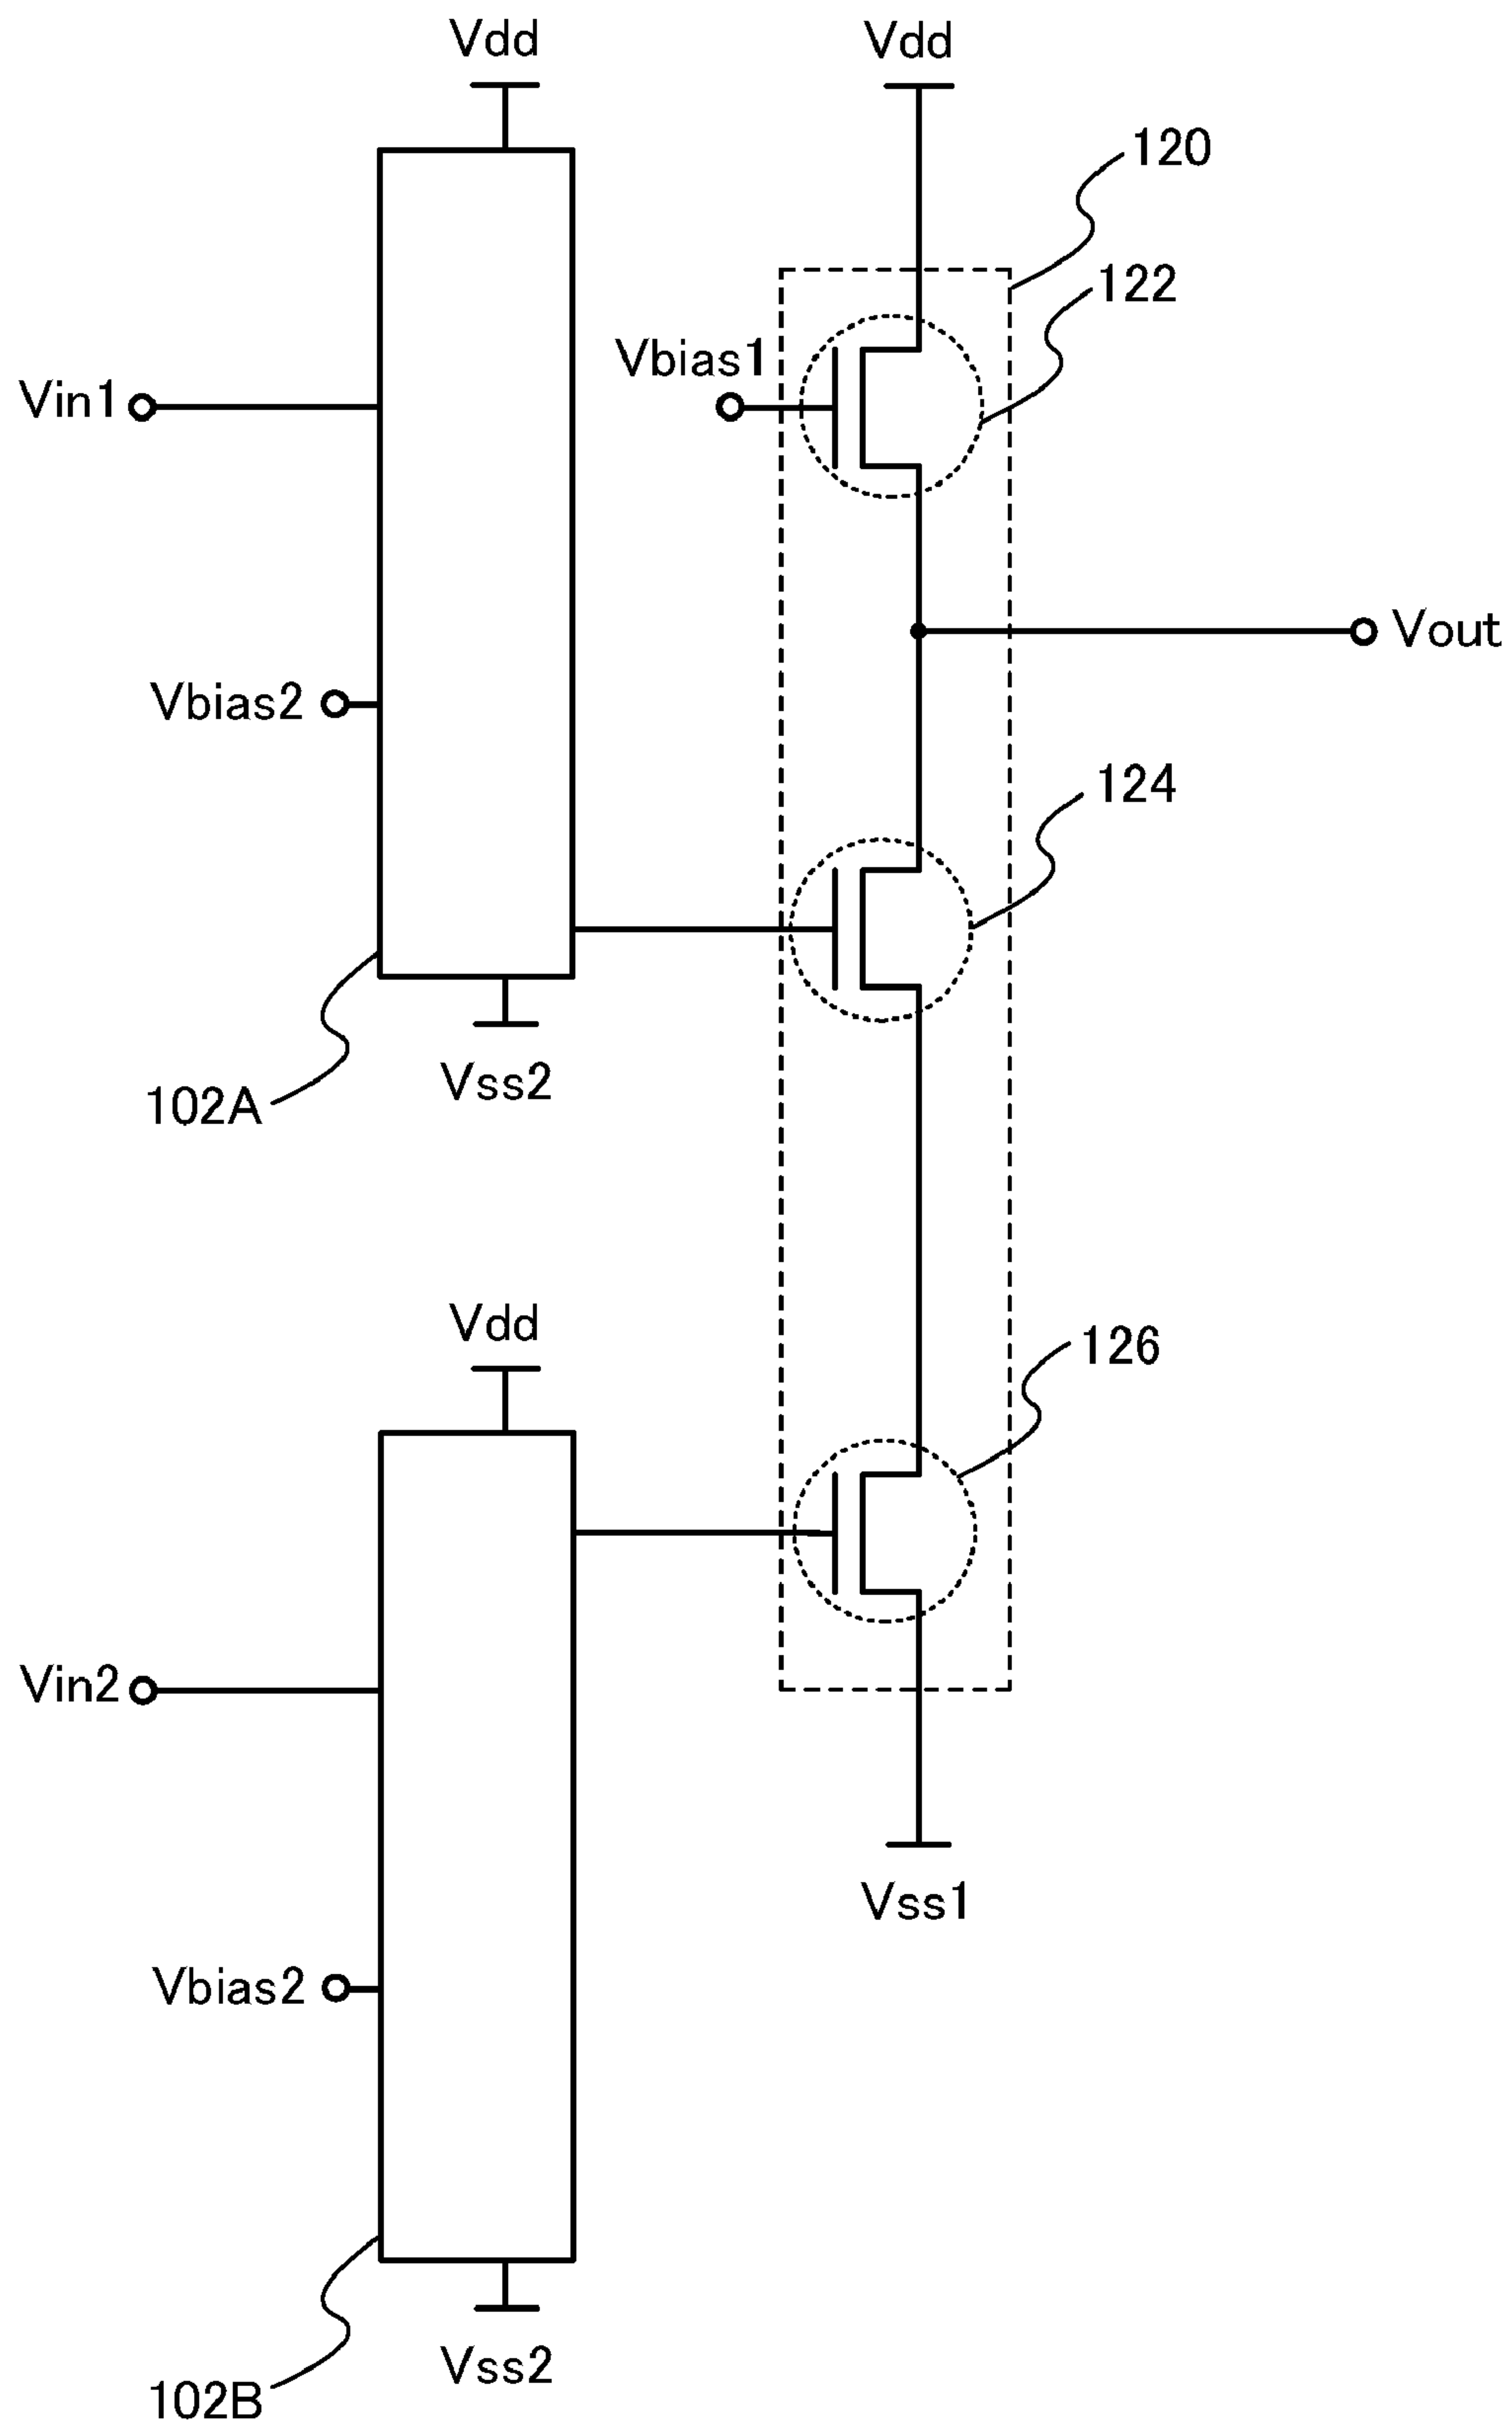 Vdd
Vdd
120
122
Vbias1
Vin1
Vout
Vbias2
124
Vss2
102A
Vdd
126
Vin2
Vss1
Vbias2
Vss2
102B